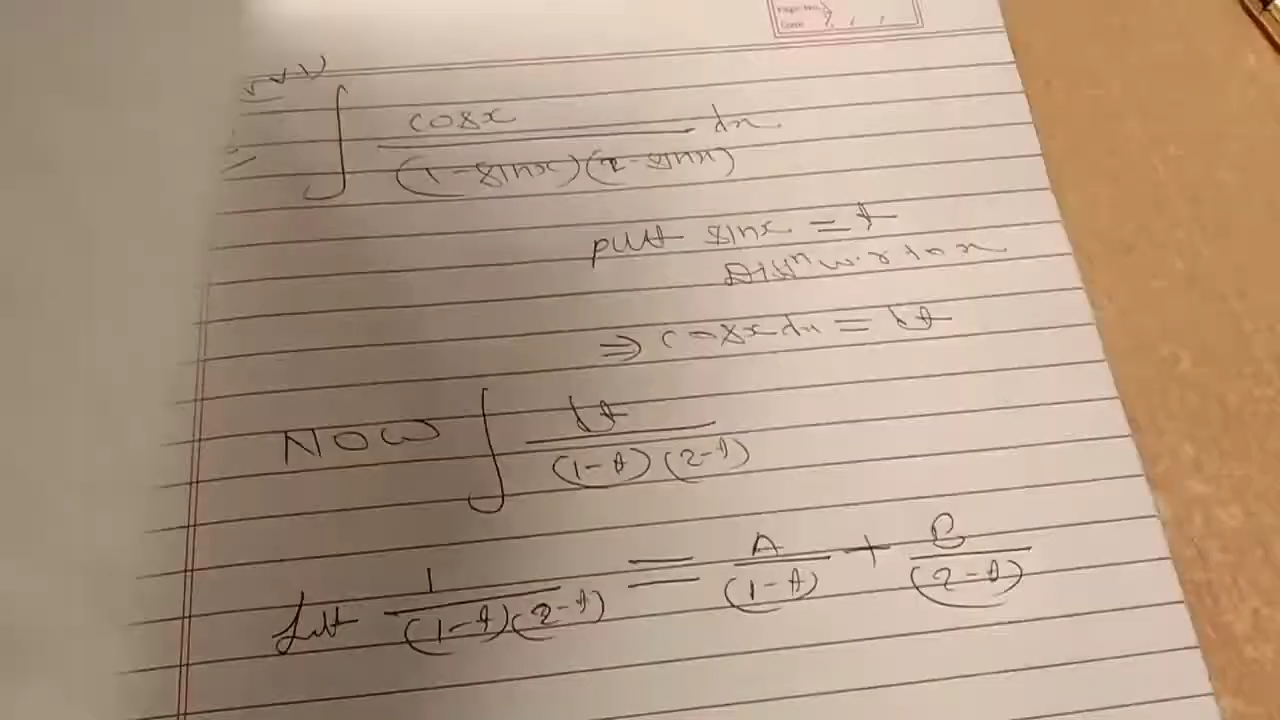 ∫ cosx / (1-sinx)(2-sinx) dx
put sinx = t
Diffⁿ w.r to x
⇒ cosx dx = dt
NOW ∫ dt / (1-t)(2-t)
Let 1 / (1-t)(2-t) = A / (1-t) + B / (2-t)